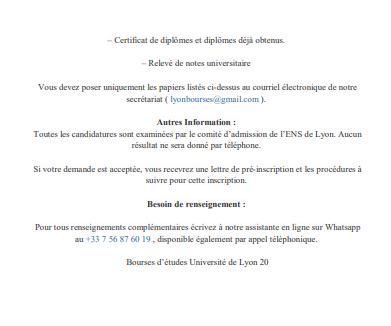 – Certificat de diplômes et diplômes déjà obtenus.
– Relevé de notes universitaire
Vous devez poser uniquement les papiers listés ci-dessus au courriel électronique de notre
secrétariat ( lyonbourses@gmail.com ).
Autres Information :
Toutes les candidatures sont examinées par le comité d’admission de l’ENS de Lyon. Aucun
résultat ne sera donné par téléphone.
Si votre demande est acceptée, vous recevrez une lettre de pré-inscription et les procédures à
suivre pour cette inscription.
Besoin de renseignement :
Pour tous renseignements complémentaires écrivez à notre assistante en ligne sur Whatsapp
au +33 7 56 87 60 19 , disponible également par appel téléphonique.
Bourses d’études Université de Lyon 20